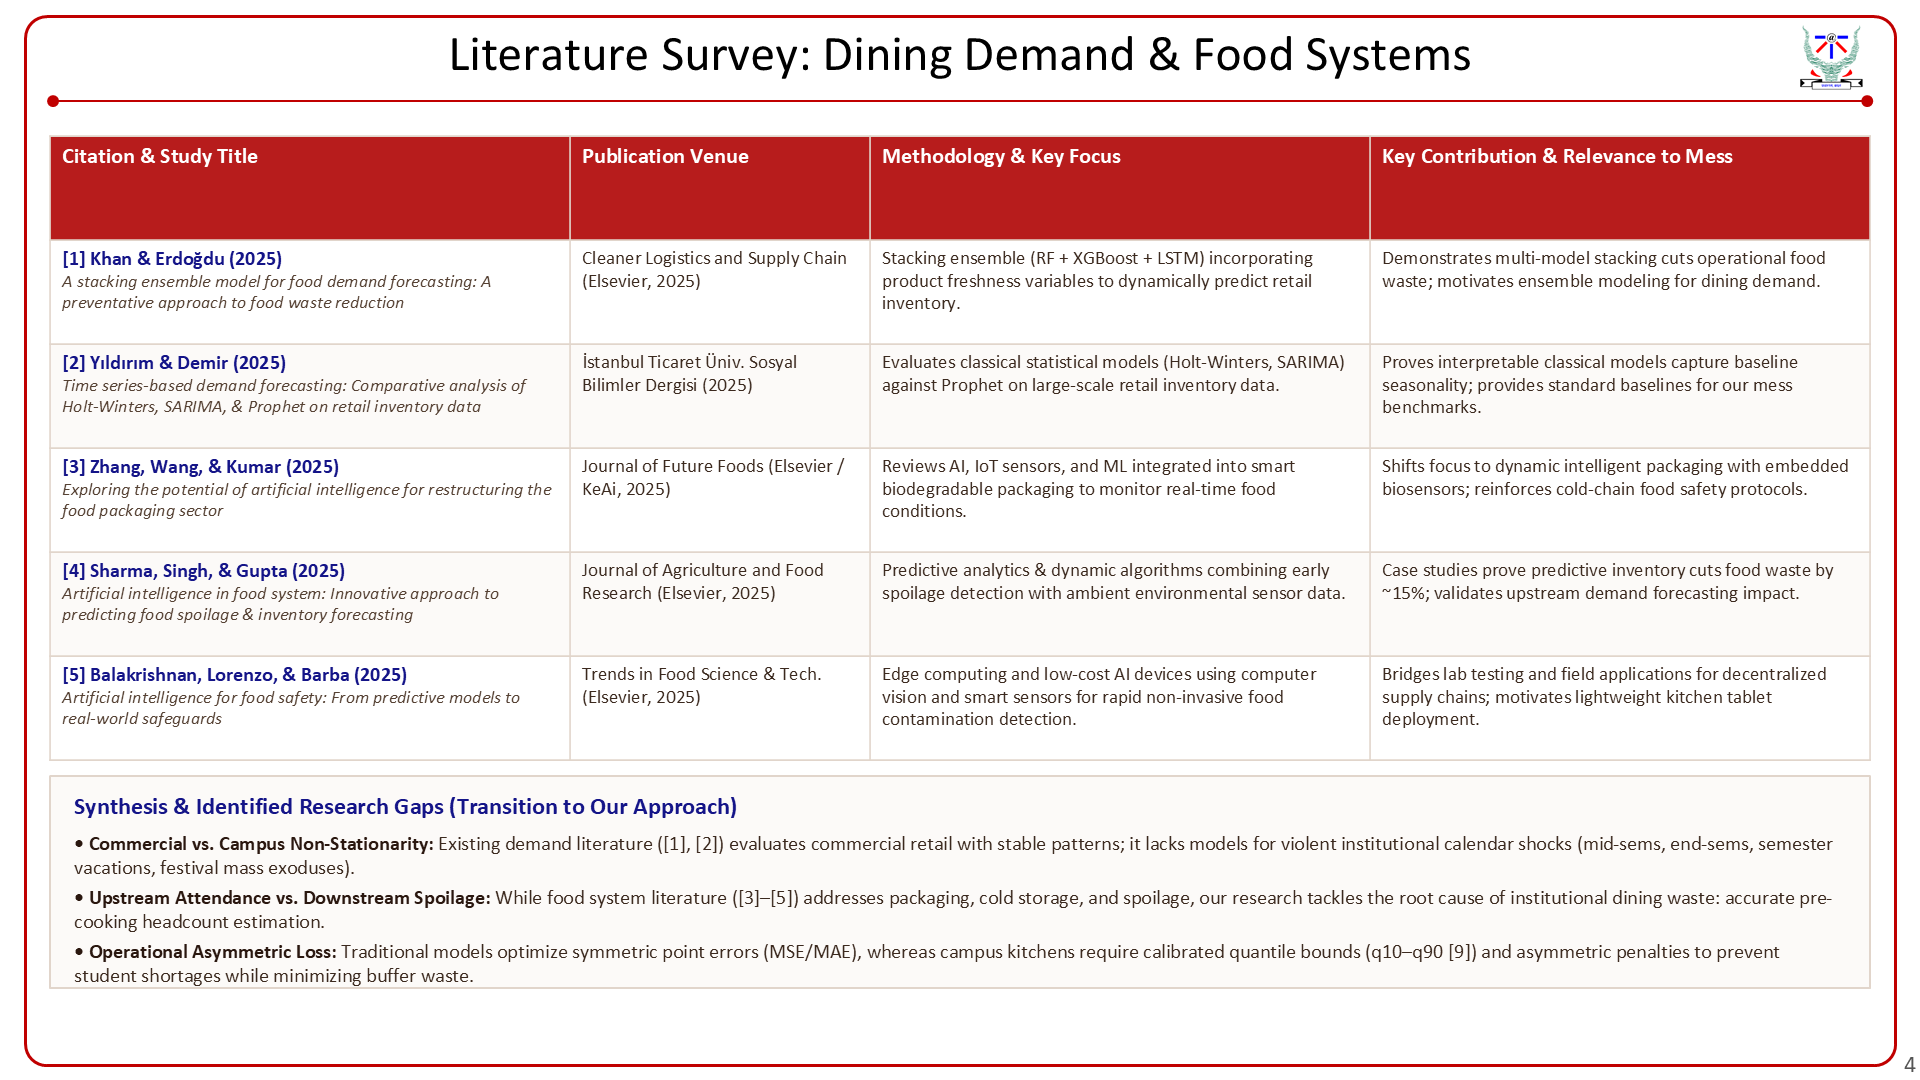 Literature Survey: Dining Demand & Food Systems
Citation & Study Title
Publication Venue
Methodology & Key Focus
Key Contribution & Relevance to Mess
[1] Khan & Erdoğdu (2025)
A stacking ensemble model for food demand forecasting: A
preventative approach to food waste reduction
Cleaner Logistics and Supply Chain
(Elsevier, 2025)
Stacking ensemble (RF + XGBoost + LSTM) incorporating
product freshness variables to dynamically predict retail
inventory.
Demonstrates multi-model stacking cuts operational food
waste; motivates ensemble modeling for dining demand.
[2] Yıldırım & Demir (2025)
Time series-based demand forecasting: Comparative analysis of
Holt-Winters, SARIMA, & Prophet on retail inventory data
İstanbul Ticaret Üniv. Sosyal
Bilimler Dergisi (2025)
Evaluates classical statistical models (Holt-Winters, SARIMA)
against Prophet on large-scale retail inventory data.
Proves interpretable classical models capture baseline
seasonality; provides standard baselines for our mess
benchmarks.
[3] Zhang, Wang, & Kumar (2025)
Exploring the potential of artificial intelligence for restructuring the
food packaging sector
Journal of Future Foods (Elsevier /
KeAi, 2025)
Reviews AI, IoT sensors, and ML integrated into smart
biodegradable packaging to monitor real-time food
conditions.
Shifts focus to dynamic intelligent packaging with embedded
biosensors; reinforces cold-chain food safety protocols.
[4] Sharma, Singh, & Gupta (2025)
Artificial intelligence in food system: Innovative approach to
predicting food spoilage & inventory forecasting
Journal of Agriculture and Food
Research (Elsevier, 2025)
Predictive analytics & dynamic algorithms combining early
spoilage detection with ambient environmental sensor data.
Case studies prove predictive inventory cuts food waste by
~15%; validates upstream demand forecasting impact.
[5] Balakrishnan, Lorenzo, & Barba (2025)
Artificial intelligence for food safety: From predictive models to
real-world safeguards
Trends in Food Science & Tech.
(Elsevier, 2025)
Edge computing and low-cost AI devices using computer
vision and smart sensors for rapid non-invasive food
contamination detection.
Bridges lab testing and field applications for decentralized
supply chains; motivates lightweight kitchen tablet
deployment.
Synthesis & Identified Research Gaps (Transition to Our Approach)
• Commercial vs. Campus Non-Stationarity: Existing demand literature ([1], [2]) evaluates commercial retail with stable patterns; it lacks models for violent institutional calendar shocks (mid-sems, end-sems, semester
vacations, festival mass exoduses).
• Upstream Attendance vs. Downstream Spoilage: While food system literature ([3]–[5]) addresses packaging, cold storage, and spoilage, our research tackles the root cause of institutional dining waste: accurate pre-
cooking headcount estimation.
• Operational Asymmetric Loss: Traditional models optimize symmetric point errors (MSE/MAE), whereas campus kitchens require calibrated quantile bounds (q10–q90 [9]) and asymmetric penalties to prevent
student shortages while minimizing buffer waste.
4